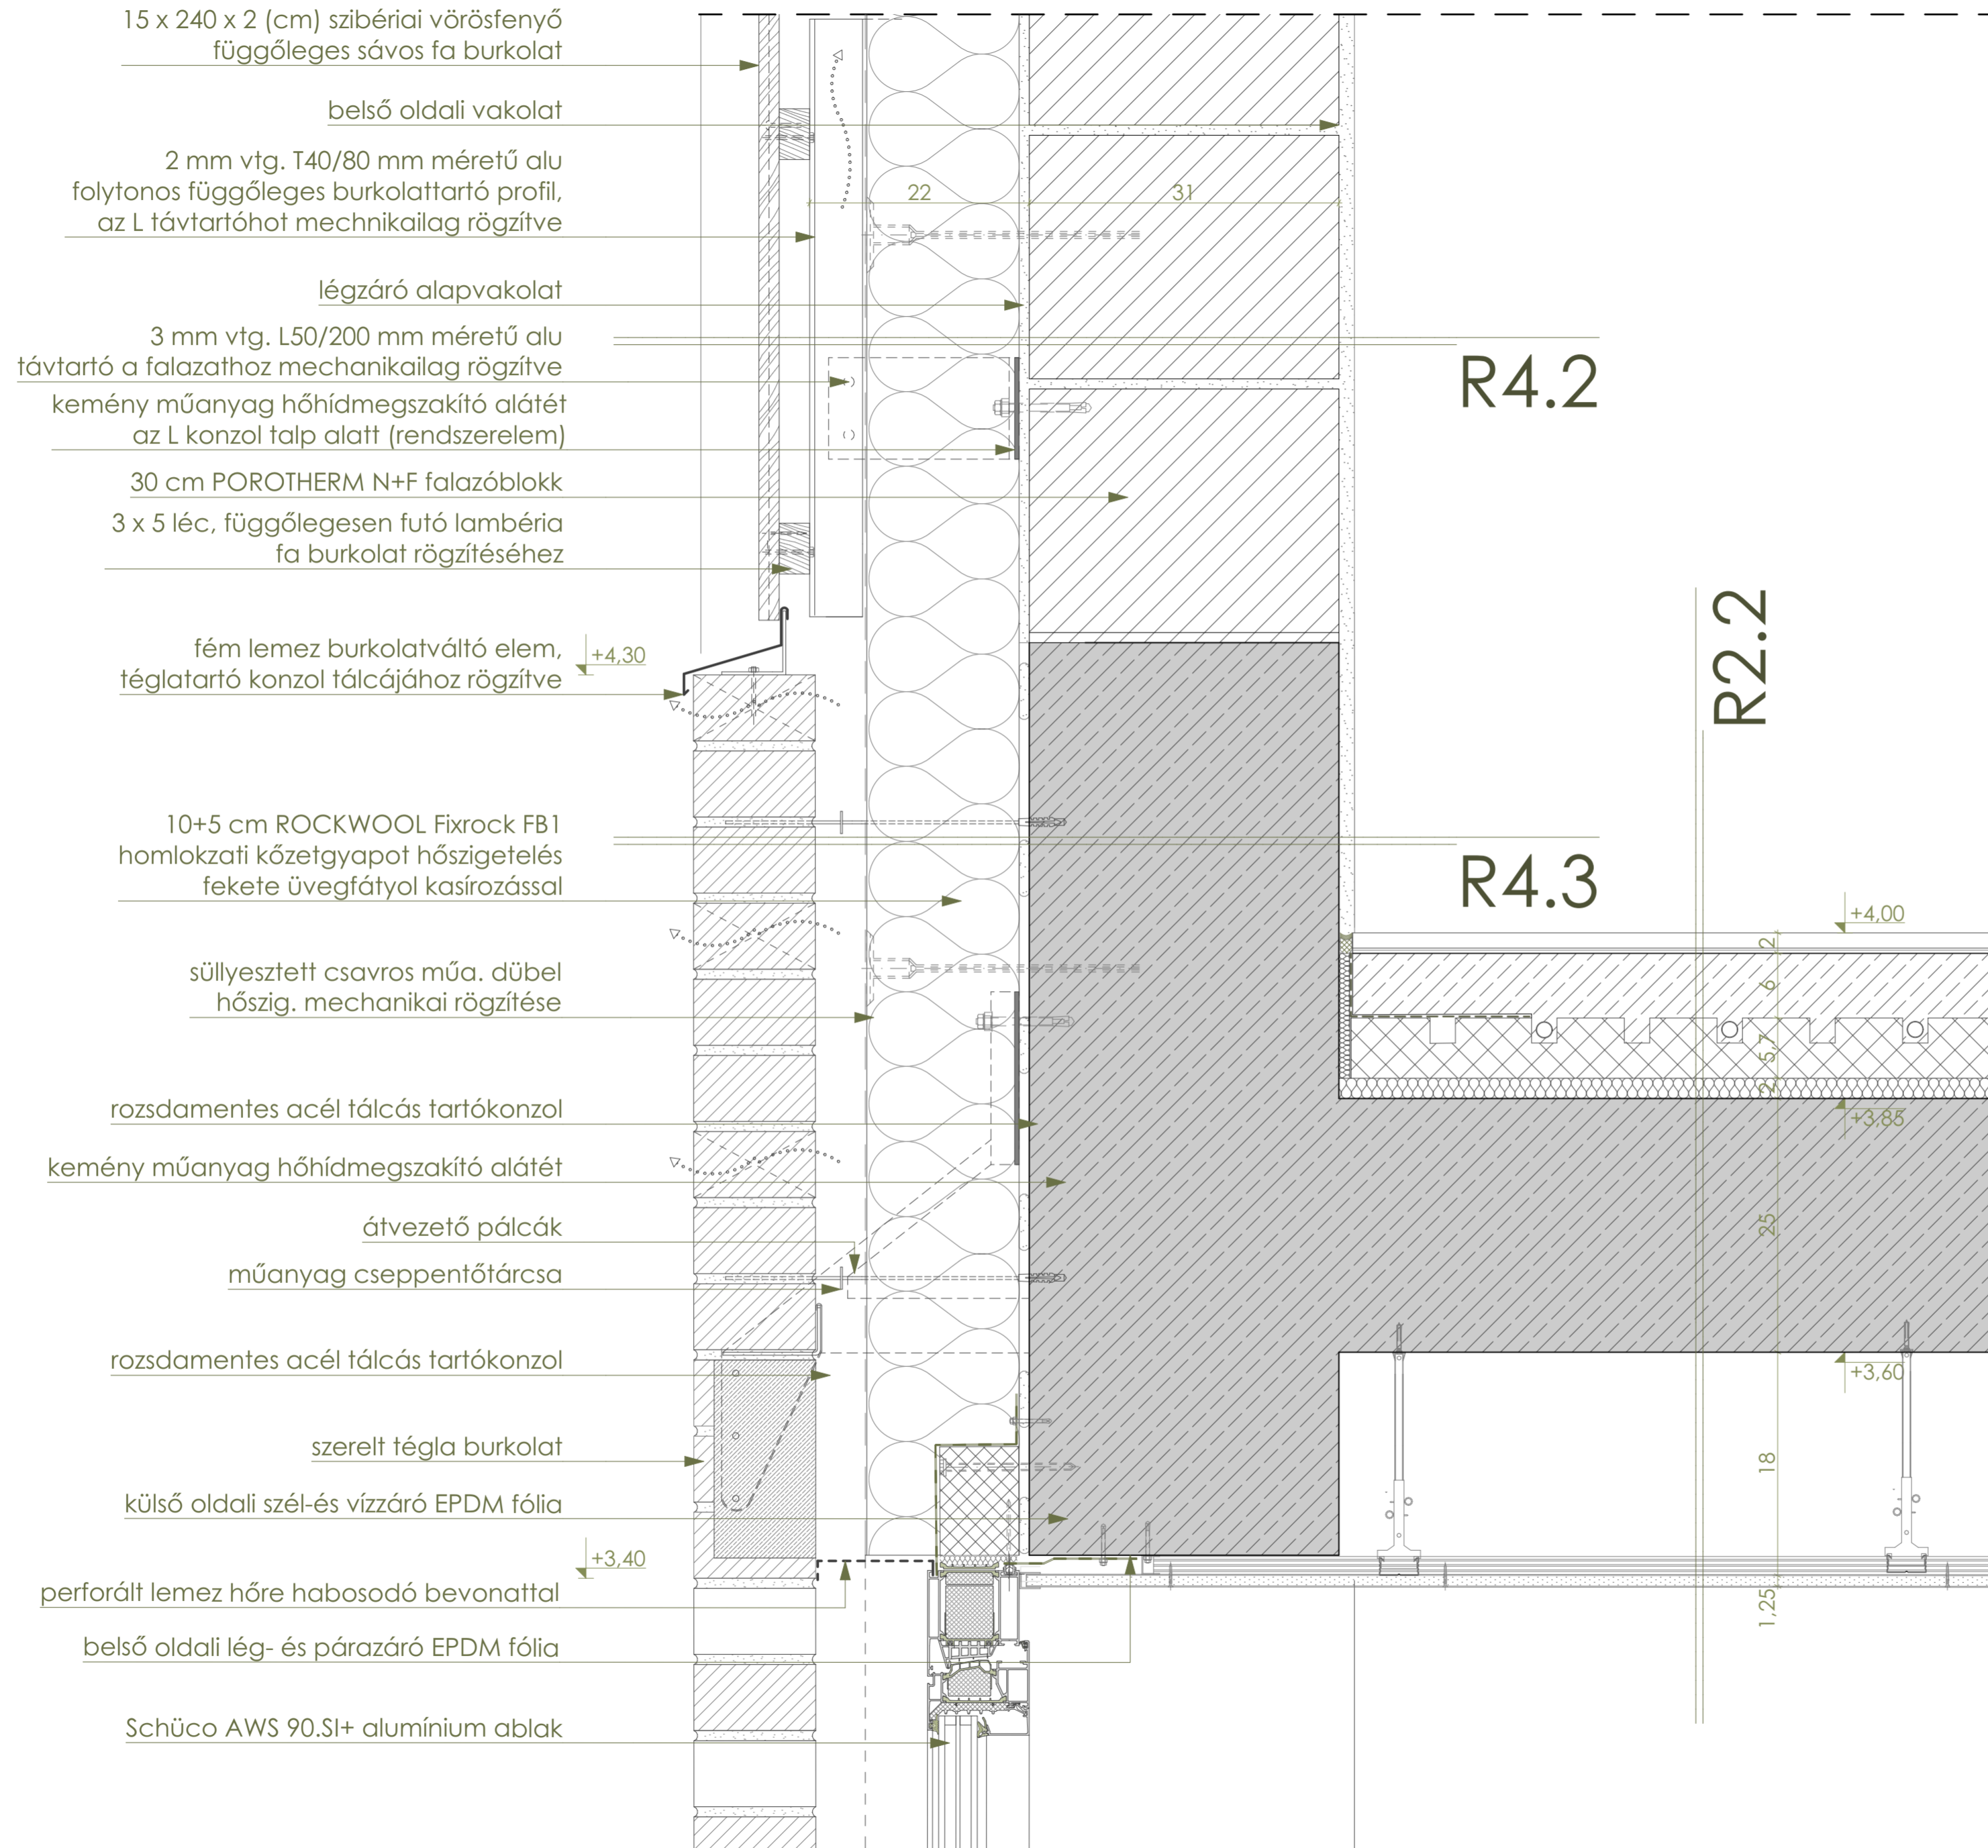 15 x 240 x 2 (cm) szibériai vörösfenyő
függőleges sávos fa burkolat
belső oldali vakolat
2 mm vtg. T40/80 mm méretű alu
folytonos függőleges burkolattartó profil,
az L távtartóhot mechnikailag rögzítve
légzáró alapvakolat
3 mm vtg. L50/200 mm méretű alu
távtartó a falazathoz mechanikailag rögzítve
kemény műanyag hőhídmegszakító alátét
az L konzol talp alatt (rendszerelem)
30 cm POROTHERM N+F falazóblokk
3 x 5 léc, függőlegesen futó lambéria
fa burkolat rögzítéséhez
fém lemez burkolatváltó elem,
téglatartó konzol tálcájához rögzítve
10+5 cm ROCKWOOL Fixrock FB1
homlokzati kőzetgyapot hőszigetelés
fekete üvegfátyol kasírozással
süllyesztett csavros műa. dübel
hőszig. mechanikai rögzítése
rozsdamentes acél tálcás tartókonzol
kemény műanyag hőhídmegszakító alátét
átvezető pálcák
műanyag cseppentőtárcsa
rozsdamentes acél tálcás tartókonzol
szerelt tégla burkolat
külső oldali szél-és vízzáró EPDM fólia
perforált lemez hőre habosodó bevonattal
belső oldali lég- és párazáró EPDM fólia
Schüco AWS 90.SI+ alumínium ablak
+4,30
+3,40
22
31
R4.2
R2.2
R4.3
+4,00
2
6
5,7
2
+3,85
25
+3,60
18
1,25